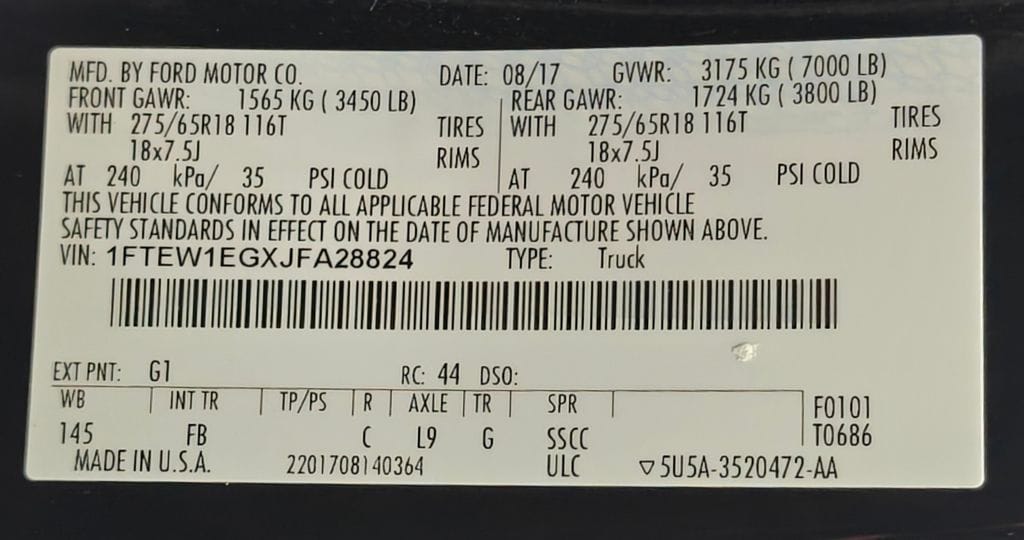 MFD. BY FORD MOTOR CO. DATE: 08/17 GVWR: 3175 KG ( 7000 LB)
FRONT GAWR: 1565 KG ( 3450 LB) REAR GAWR: 1724 KG ( 3800 LB)
WITH 275/65R18 116T TIRES WITH 275/65R18 116T TIRES
18x7.5J RIMS 18x7.5J RIMS
AT 240 kPa/ 35 PSI COLD AT 240 kPa/ 35 PSI COLD
THIS VEHICLE CONFORMS TO ALL APPLICABLE FEDERAL MOTOR VEHICLE
SAFETY STANDARDS IN EFFECT ON THE DATE OF MANUFACTURE SHOWN ABOVE.
VIN: 1FTEW1EGXJFA28824 TYPE: Truck
EXT PNT: G1 RC: 44 DSO:
WB INT TR TP/PS R AXLE TR SPR F0101
145 FB C L9 G SSCC T0686
MADE IN U.S.A. 2201708140364 ULC ▽5U5A-3520472-AA